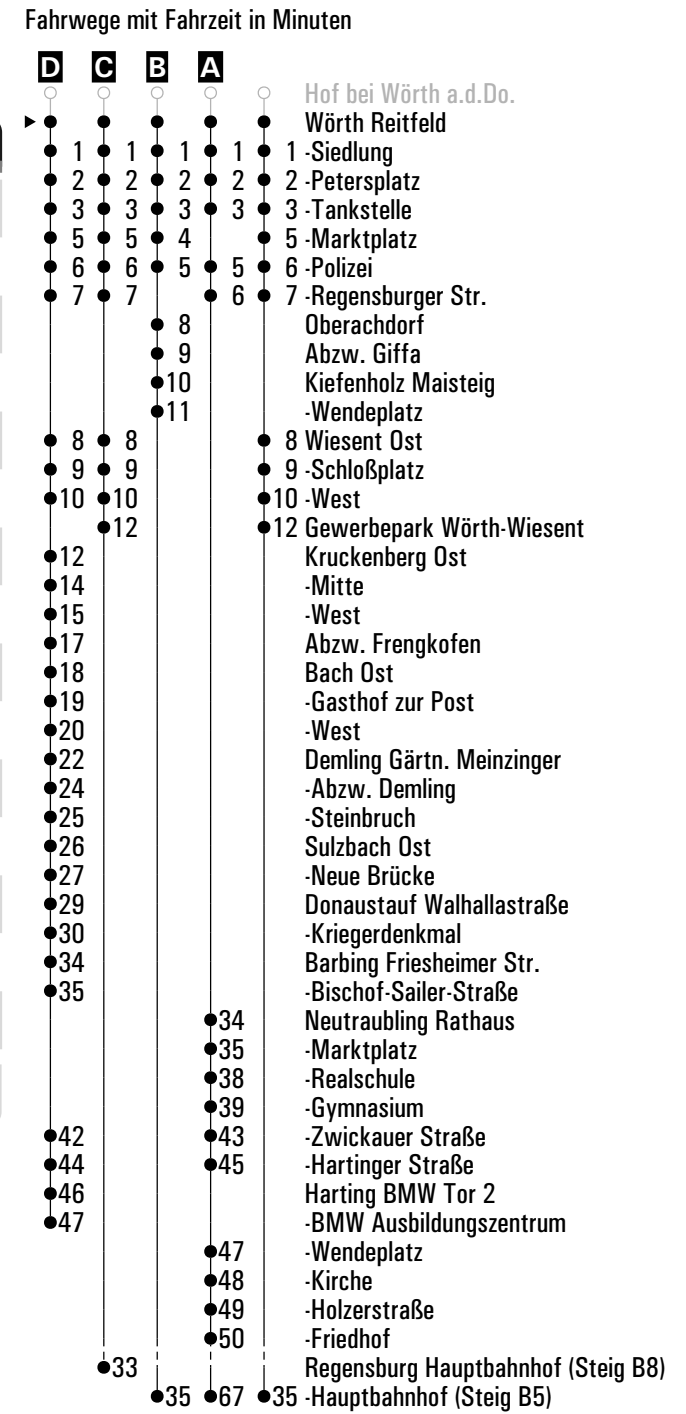 Fahrwege mit Fahrzeit in Minuten
D C B A
Hof bei Wörth a.d.Do.
Wörth Reitfeld
1 1 1 1 1 -Siedlung
2 2 2 2 2 -Petersplatz
3 3 3 3 3 -Tankstelle
5 5 4 5 -Marktplatz
6 6 5 5 6 -Polizei
7 7 6 7 -Regensburger Str.
8 Oberachdorf
9 Abzw. Giffa
10 Kiefenholz Maisteig
11 -Wendeplatz
8 8 8 Wiesent Ost
9 9 9 -Schloßplatz
10 10 10 -West
12 12 Gewerbepark Wörth-Wiesent
12 Kruckenberg Ost
14 -Mitte
15 -West
17 Abzw. Frengkofen
18 Bach Ost
19 -Gasthof zur Post
20 -West
22 Demling Gärtn. Meinzinger
24 -Abzw. Demling
25 -Steinbruch
26 Sulzbach Ost
27 -Neue Brücke
29 Donaustauf Walhallastraße
30 -Kriegerdenkmal
34 Barbing Friesheimer Str.
35 -Bischof-Sailer-Straße
34 Neutraubling Rathaus
35 -Marktplatz
38 -Realschule
39 -Gymnasium
42 43 -Zwickauer Straße
44 45 -Hartinger Straße
46 Harting BMW Tor 2
47 -BMW Ausbildungszentrum
47 -Wendeplatz
48 -Kirche
49 -Holzerstraße
50 -Friedhof
33 Regensburg Hauptbahnhof (Steig B8)
35 67 35 -Hauptbahnhof (Steig B5)